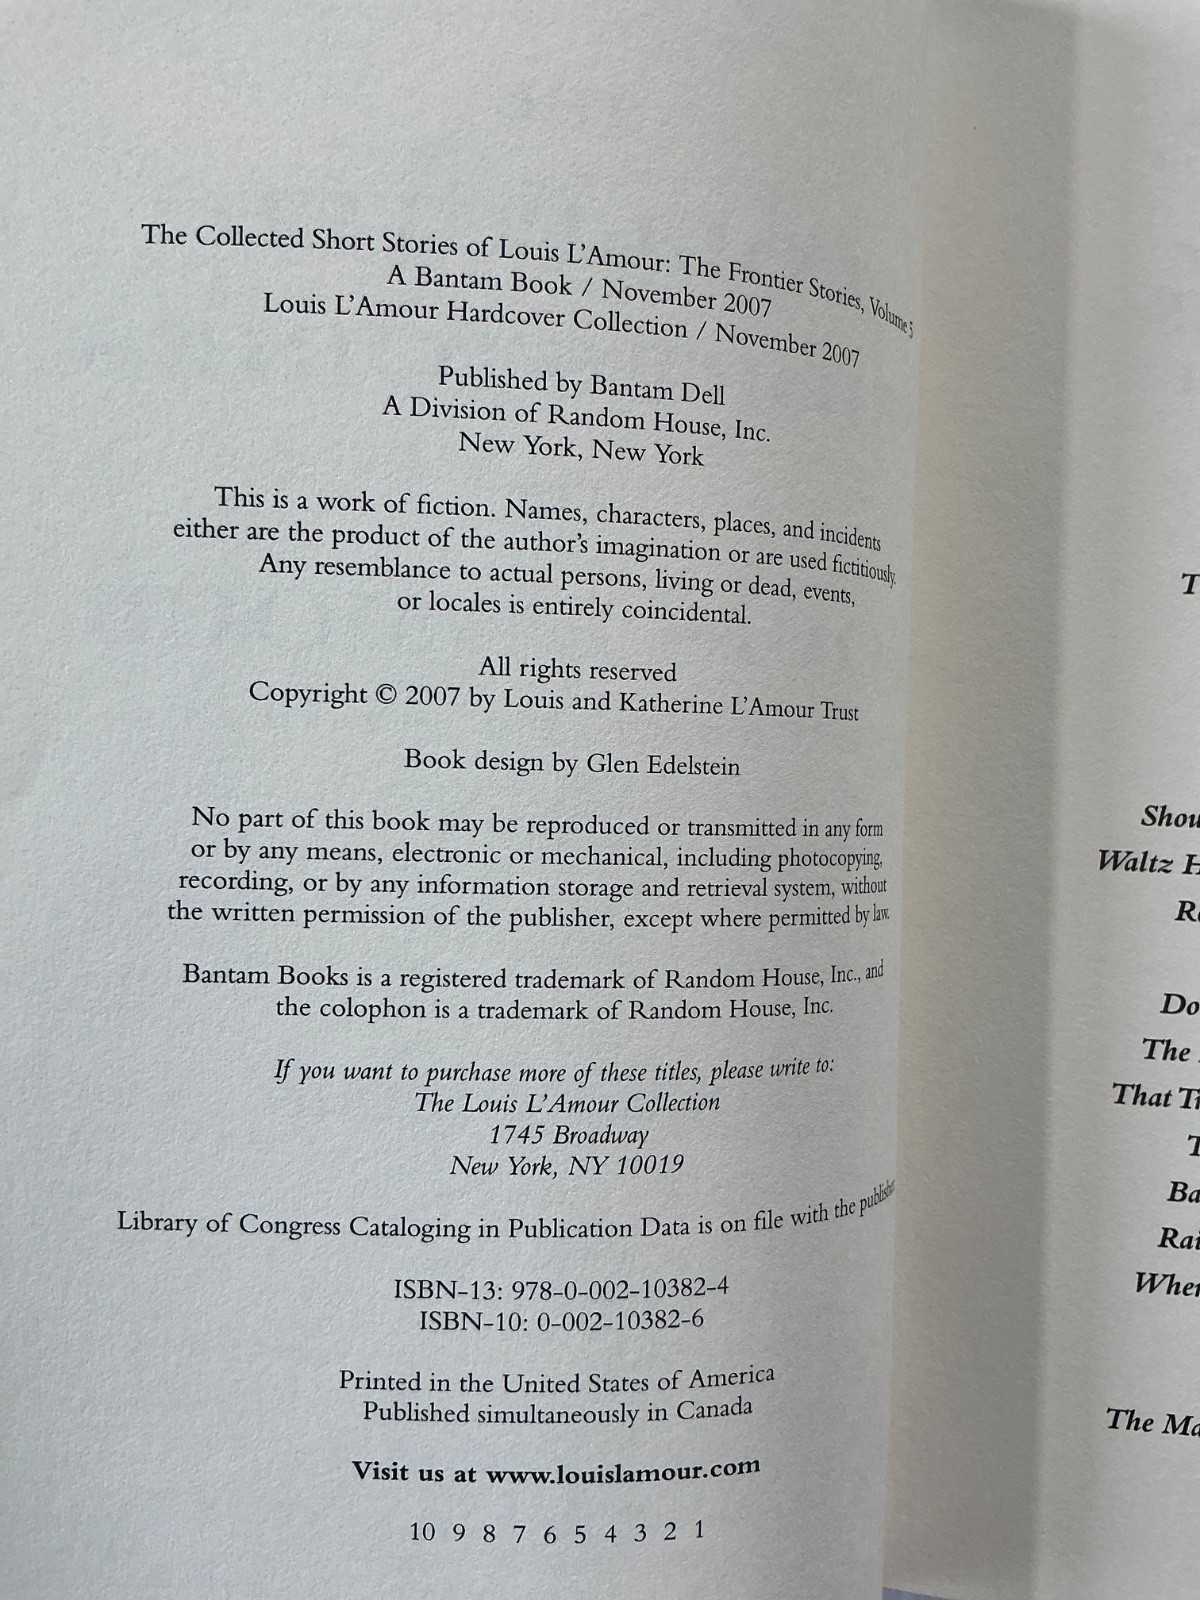 The Collected Short Stories of Louis L'Amour: The Frontier Stories, Volume 5
A Bantam Book / November 2007
Louis L'Amour Hardcover Collection / November 2007
Published by Bantam Dell
A Division of Random House, Inc.
New York, New York
This is a work of fiction. Names, characters, places, and incidents
either are the product of the author's imagination or are used fictitiously.
Any resemblance to actual persons, living or dead, events,
or locales is entirely coincidental.
All rights reserved
Copyright © 2007 by Louis and Katherine L'Amour Trust
Book design by Glen Edelstein
No part of this book may be reproduced or transmitted in any form
or by any means, electronic or mechanical, including photocopying,
recording, or by any information storage and retrieval system, without
the written permission of the publisher, except where permitted by law.
Bantam Books is a registered trademark of Random House, Inc., and
the colophon is a trademark of Random House, Inc.
If you want to purchase more of these titles, please write to:
The Louis L'Amour Collection
1745 Broadway
New York, NY 10019
Library of Congress Cataloging in Publication Data is on file with the publisher
ISBN-13: 978-0-002-10382-4
ISBN-10: 0-002-10382-6
Printed in the United States of America
Published simultaneously in Canada
Visit us at www.louislamour.com
10 9 8 7 6 5 4 3 2 1
T
Shou
Waltz H
Do
The
That Ti
T
Ba
Rai
Wher
The Ma